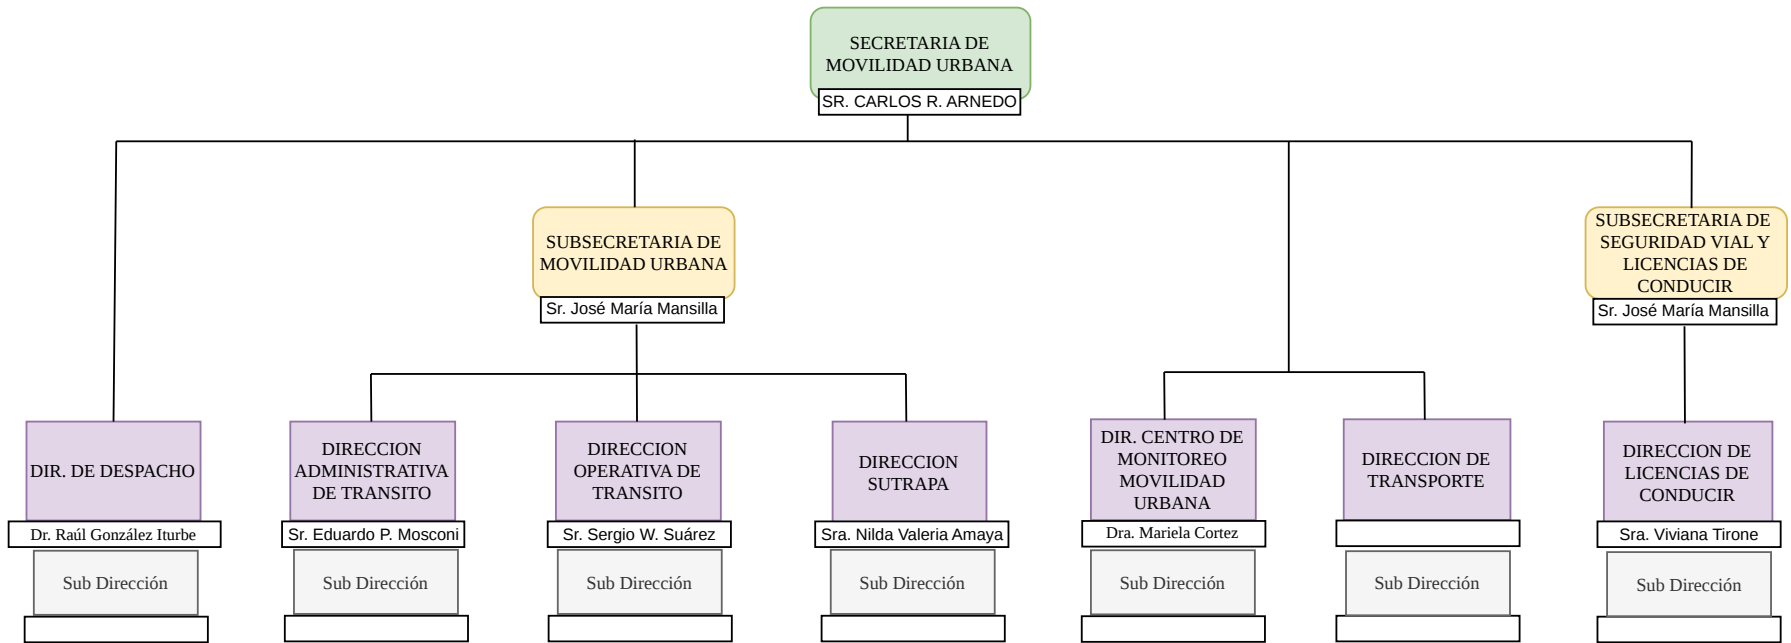 SECRETARIA DE
MOVILIDAD URBANA
SR. CARLOS R. ARNEDO
SUBSECRETARIA DE
MOVILIDAD URBANA
Sr. José María Mansilla
SUBSECRETARIA DE
SEGURIDAD VIAL Y
LICENCIAS DE
CONDUCIR
Sr. José María Mansilla
DIR. DE DESPACHO
Dr. Raúl González Iturbe
Sub Dirección
DIRECCION
ADMINISTRATIVA
DE TRANSITO
Sr. Eduardo P. Mosconi
Sub Dirección
DIRECCION
OPERATIVA DE
TRANSITO
Sr. Sergio W. Suárez
Sub Dirección
DIRECCION
SUTRAPA
Sra. Nilda Valeria Amaya
Sub Dirección
DIR. CENTRO DE
MONITOREO
MOVILIDAD
URBANA
Dra. Mariela Cortez
Sub Dirección
DIRECCION DE
TRANSPORTE
Sub Dirección
DIRECCION DE
LICENCIAS DE
CONDUCIR
Sra. Viviana Tirone
Sub Dirección